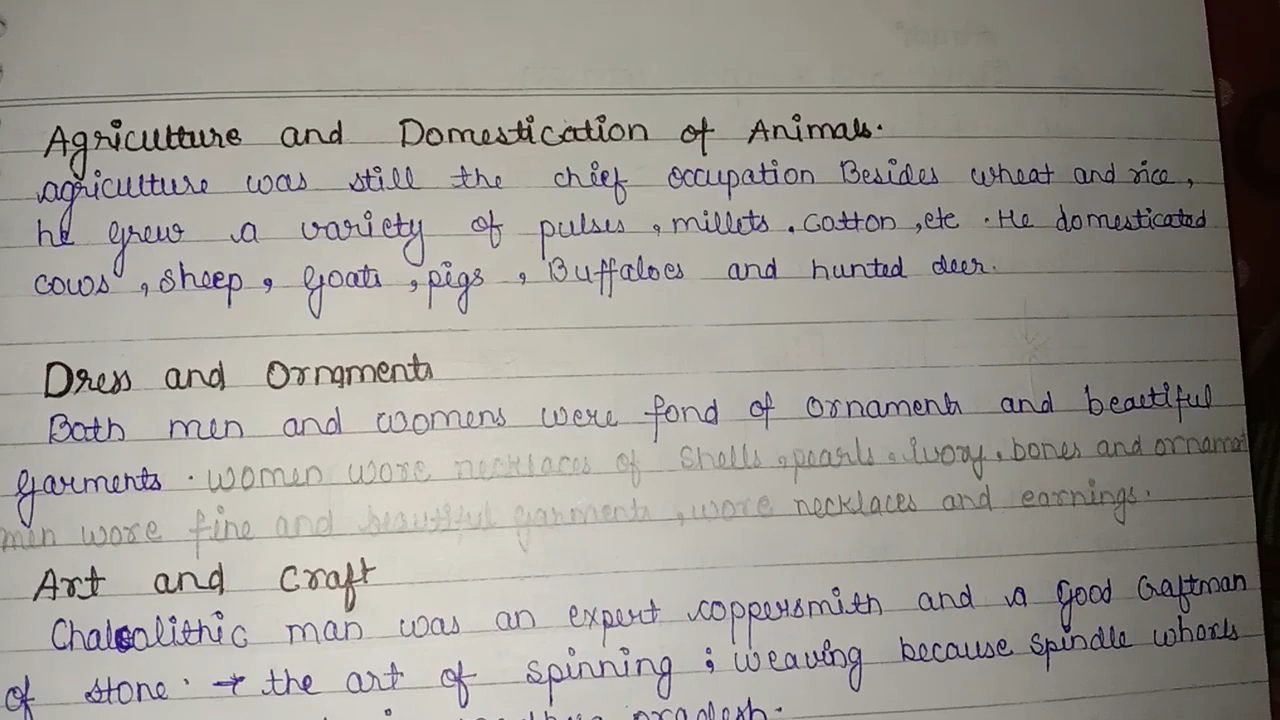 Agriculture and Domestication of Animals.
agriculture was still the chief occupation Besides wheat and rice,
he grew a variety of pulses, millets, cotton, etc. He domesticated
cows, sheep, goats, pigs, Buffaloes and hunted deer.
Dress and Ornaments
Both men and womens were fond of ornaments and beautiful
garments. women wore necklaces of shells, pearls, ivory, bones and
men wore fine and beautiful garments, wore necklaces and earnings.
Art and Craft
Chalcolithic man was an expert coppersmith and a good Craftman
of stone. → the art of spinning & weaving because spindle whorls
pradesh.